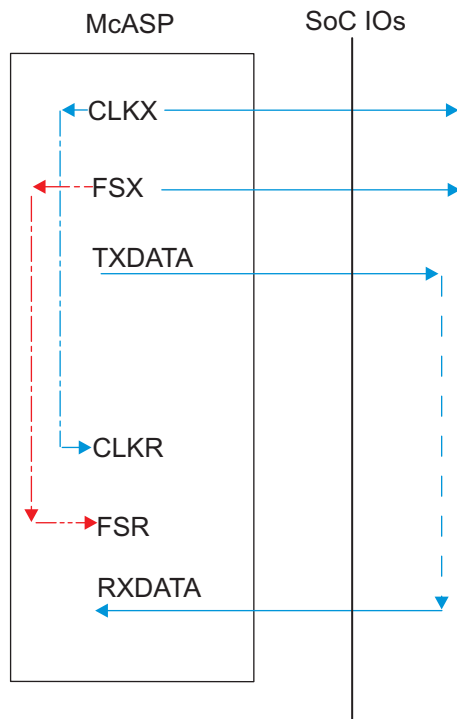 McASP
SoC IOs
CLKX
FSX
TXDATA
CLKR
FSR
RXDATA